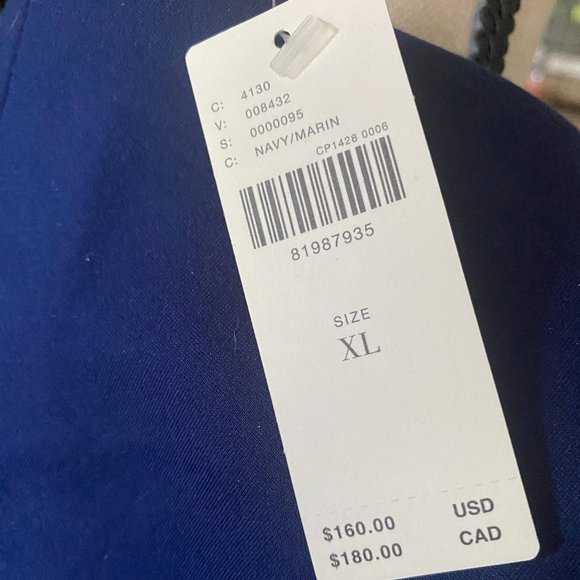 C: 4130
V: 008432
S: 0000095
C: NAVY/MARIN
CP1428 0006
81987935
SIZE
XL
$160.00 USD
$180.00 CAD